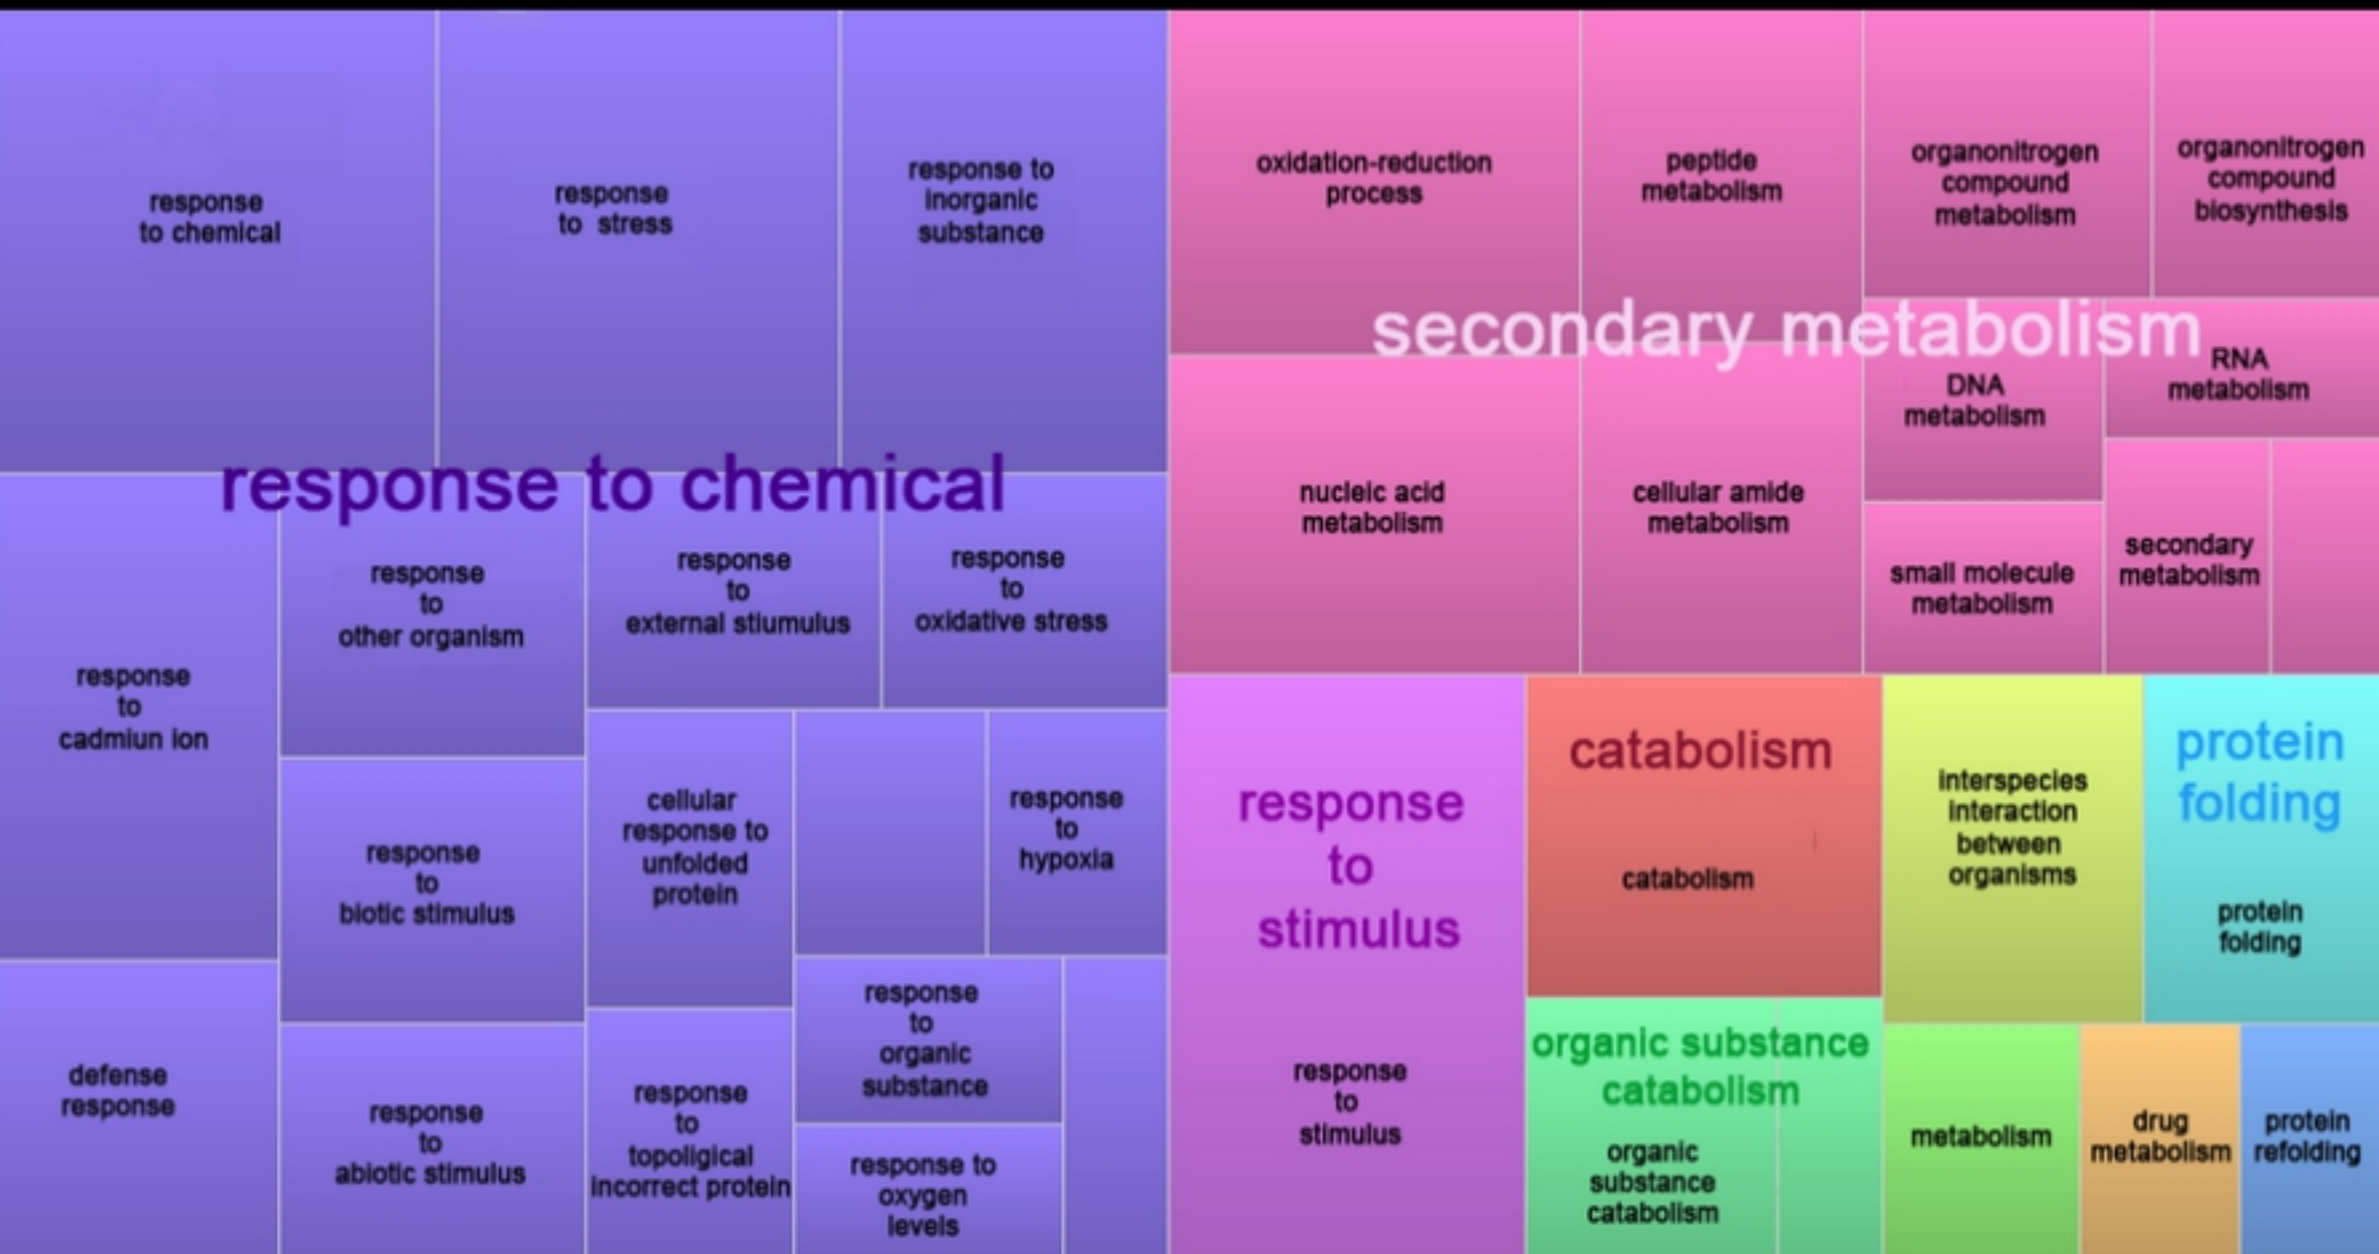 response
to chemical
response
to stress
response to
inorganic
substance
response to chemical
response
to
cadmiun ion
response
to
other organism
response
to
external stiumulus
response
to
oxidative stress
response
to
biotic stimulus
cellular
response to
unfolded
protein
response
to
hypoxia
defense
response
response
to
abiotic stimulus
response
to
topoligical
incorrect protein
response
to
organic
substance
response to
oxygen
levels
oxidation-reduction
process
peptide
metabolism
organonitrogen
compound
metabolism
organonitrogen
compound
biosynthesis
secondary metabolism
nucleic acid
metabolism
cellular amide
metabolism
DNA
metabolism
RNA
metabolism
small molecule
metabolism
secondary
metabolism
response
to
stimulus
response
to
stimulus
catabolism
catabolism
organic substance
catabolism
organic
substance
catabolism
interspecies
interaction
between
organisms
protein
folding
protein
folding
metabolism
drug
metabolism
protein
refolding